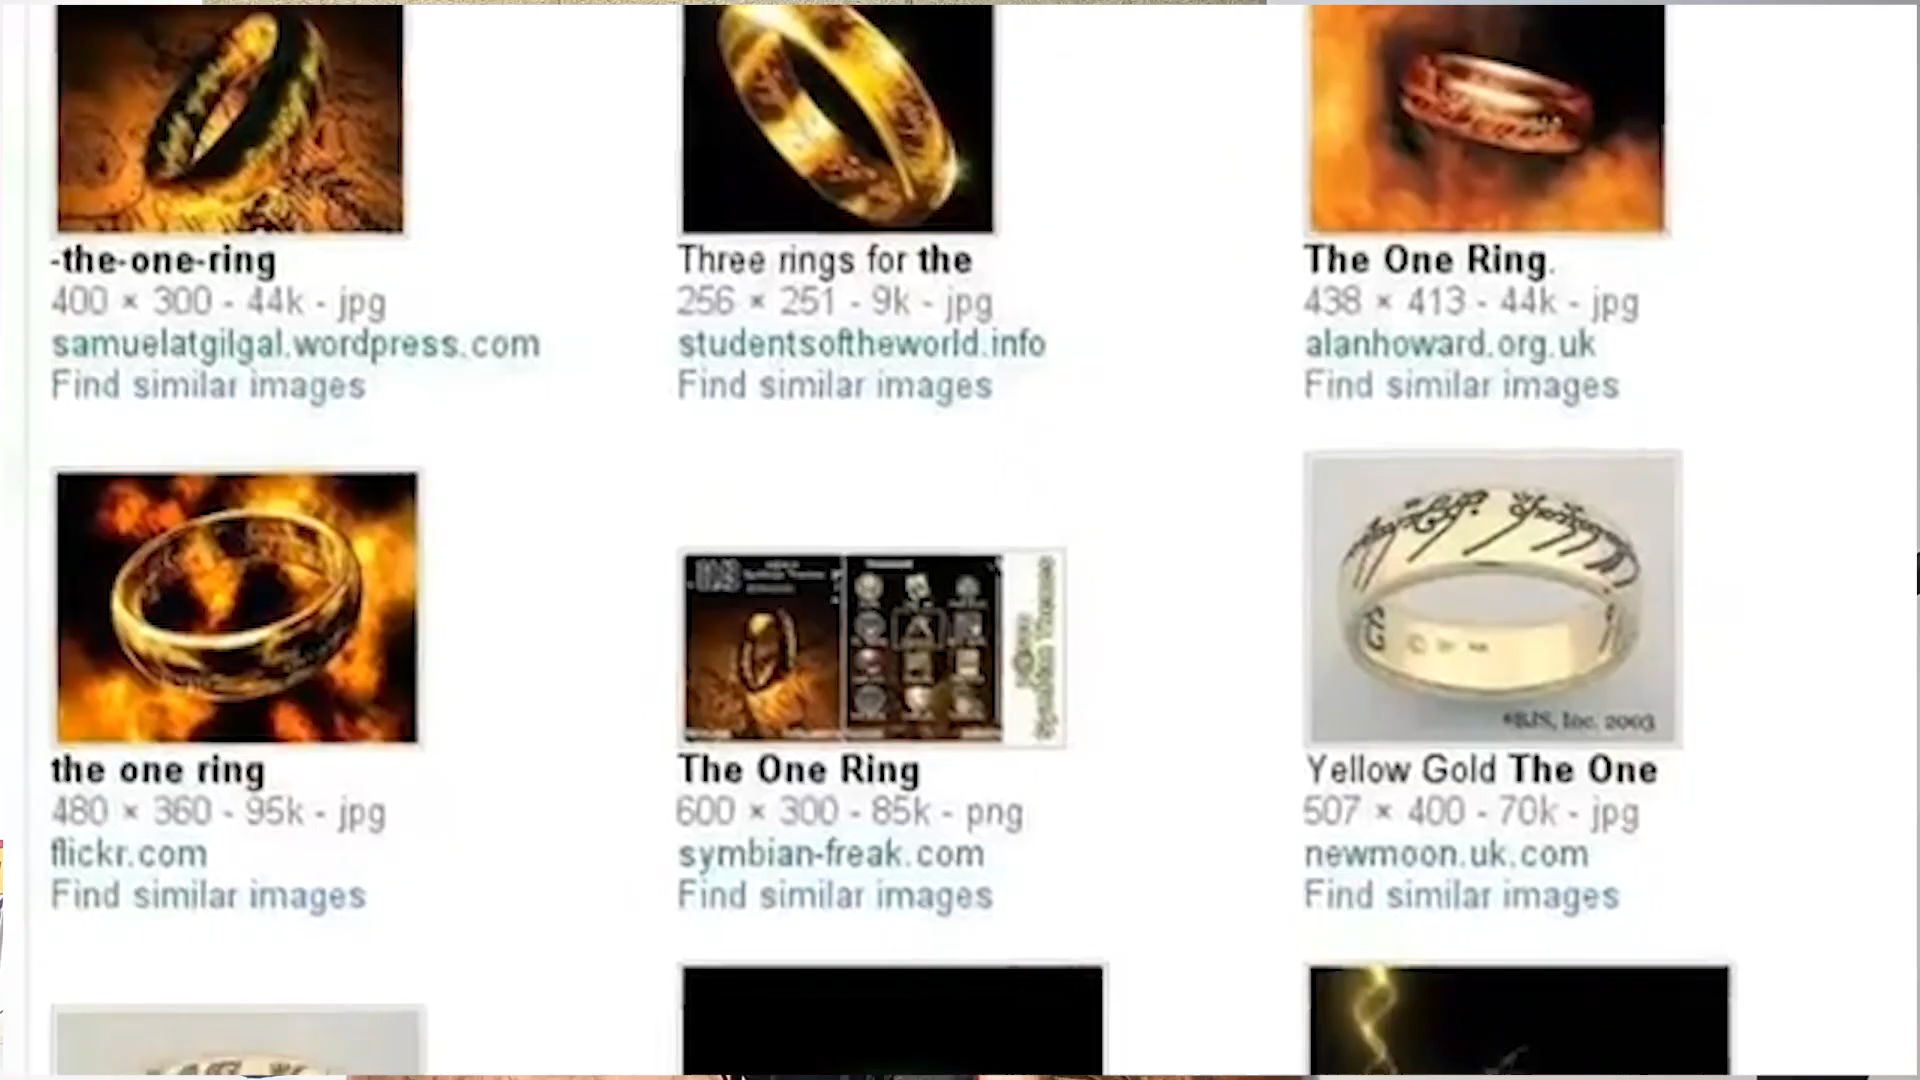 -the-one-ring
400 × 300 - 44k - jpg
samuelatgilgal.wordpress.com
Find similar images
Three rings for the
256 × 251 - 9k - jpg
studentsoftheworld.info
Find similar images
The One Ring.
438 × 413 - 44k - jpg
alanhoward.org.uk
Find similar images
©BJS, Inc. 2003
the one ring
480 × 360 - 95k - jpg
flickr.com
Find similar images
The One Ring
600 × 300 - 85k - png
symbian-freak.com
Find similar images
Yellow Gold The One
507 × 400 - 70k - jpg
newmoon.uk.com
Find similar images